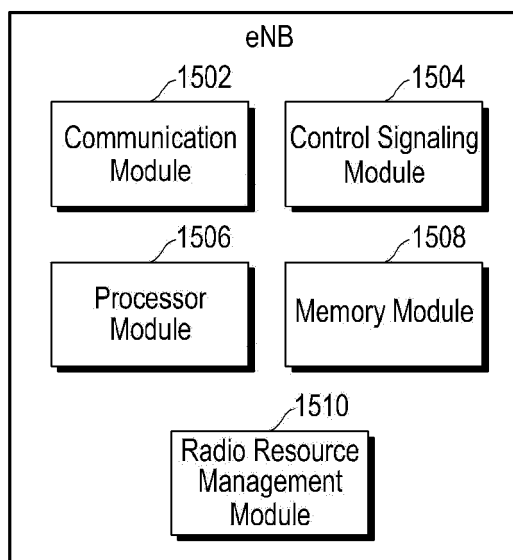 eNB
1502
Communication
Module
1504
Control Signaling
Module
1506
Processor
Module
1508
Memory Module
1510
Radio Resource
Management
Module